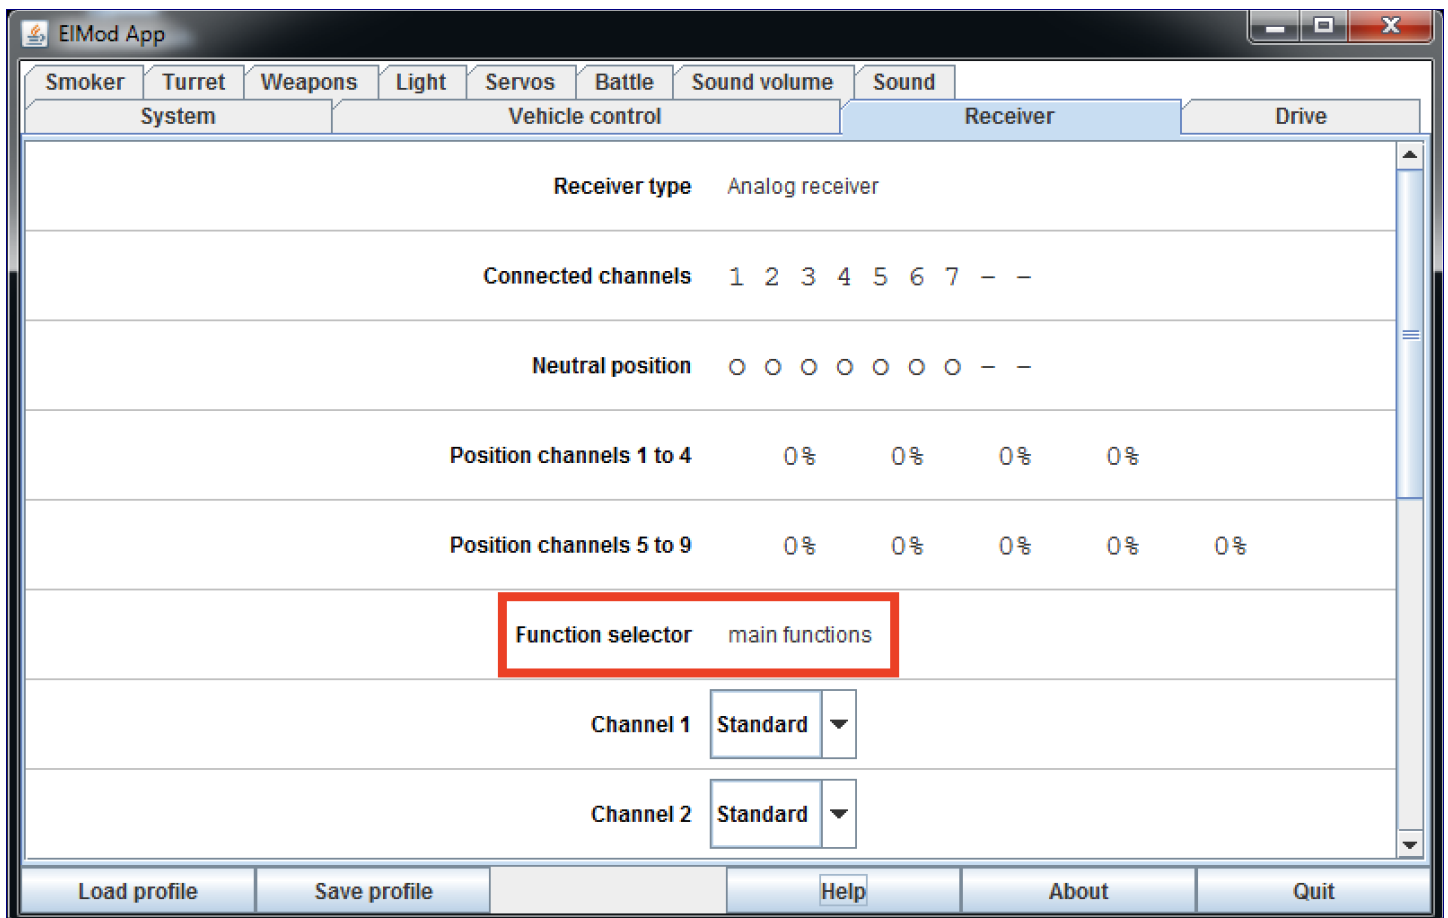 ElMod App
Smoker Turret Weapons Light Servos Battle Sound volume Sound
System Vehicle control Receiver Drive
Receiver type Analog receiver
Connected channels 1 2 3 4 5 6 7 – –
Neutral position O O O O O O O – –
Position channels 1 to 4 0% 0% 0% 0%
Position channels 5 to 9 0% 0% 0% 0% 0%
Function selector main functions
Channel 1 Standard
Channel 2 Standard
Load profile Save profile Help About Quit